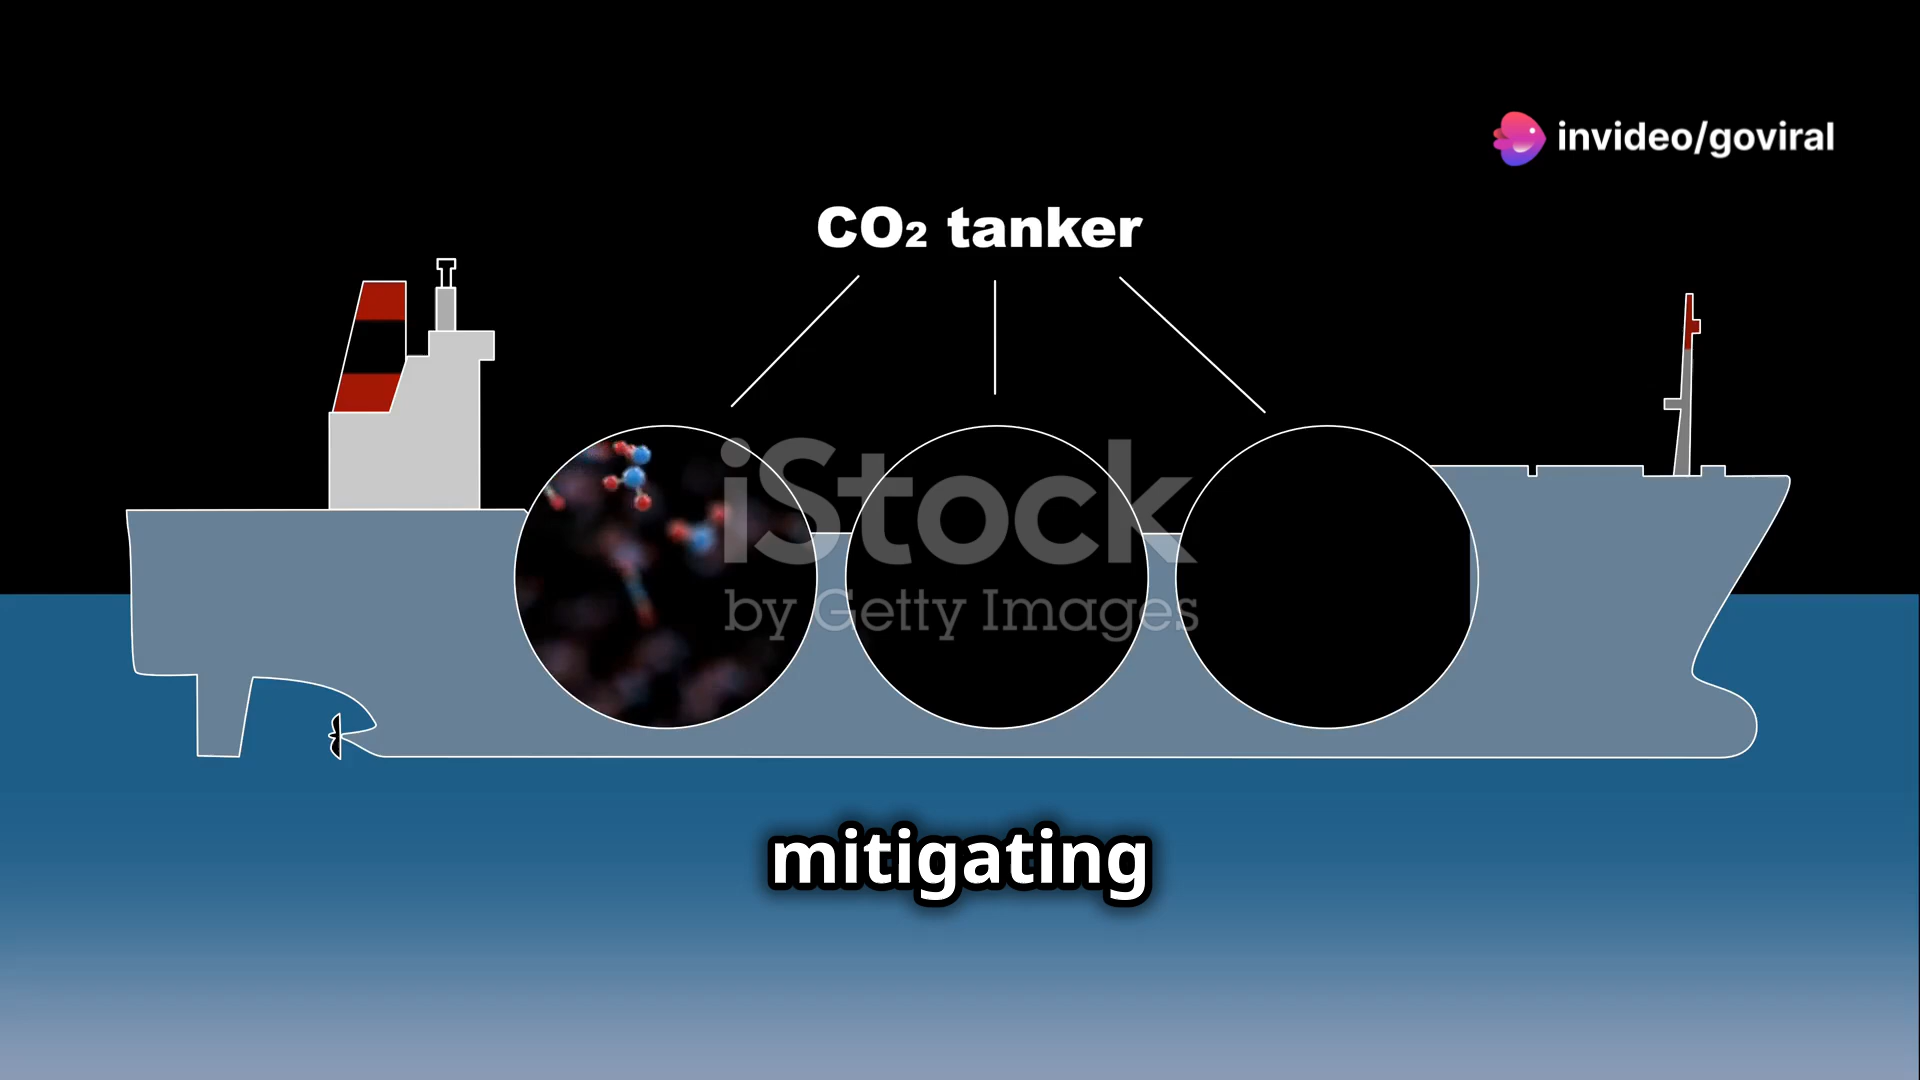 invideo/goviral
CO₂ tanker
iStock
by Getty Images
mitigating